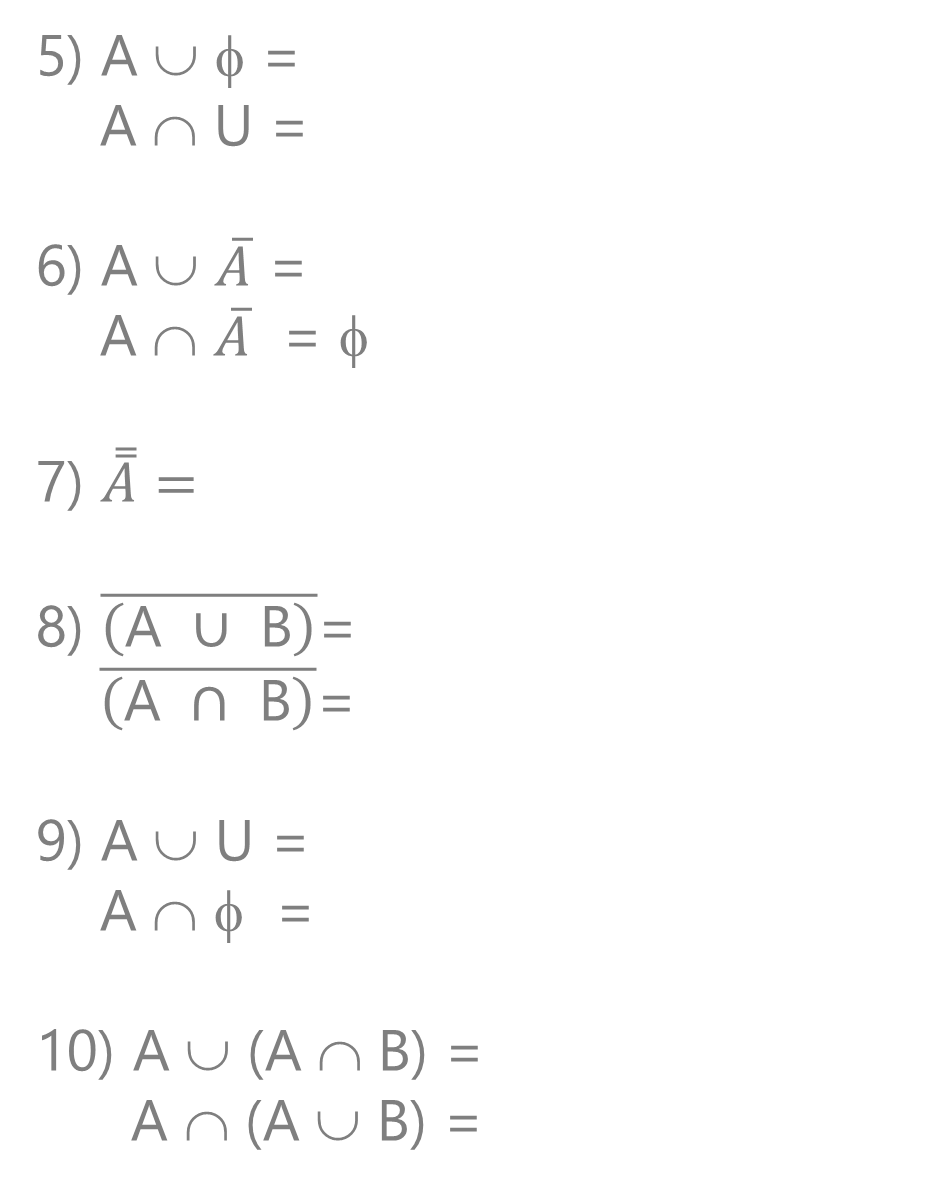 5) A ∪ ϕ =
A ∩ U =
6) A ∪ A̅ =
A ∩ A̅ = ϕ
7) A̿ =
8) (A ∪ B)̅ =
(A ∩ B)̅ =
9) A ∪ U =
A ∩ ϕ =
10) A ∪ (A ∩ B) =
A ∩ (A ∪ B) =